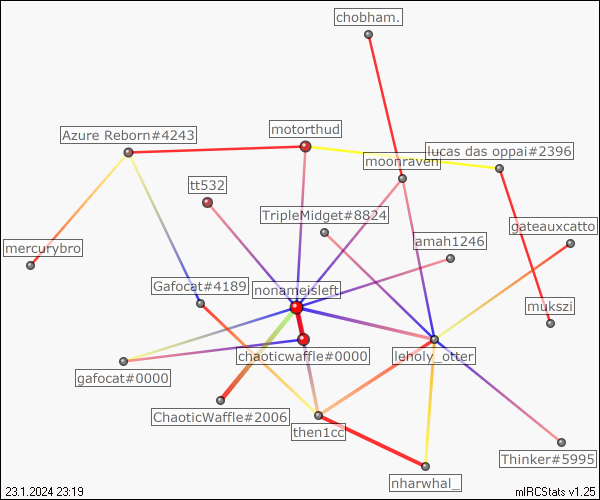 chobham.
Azure Reborn#4243
motorthud
lucas das oppai#2396
moonraven
tt532
TripleMidget#8824
gateauxcatto
amah1246
mercurybro
Gafocat#4189
nonameisleft
mukszi
chaoticwaffle#0000
leholy_otter
gafocat#0000
ChaoticWaffle#2006
then1cc
Thinker#5995
nharwhal_
23.1.2024 23:19
mIRCStats v1.25